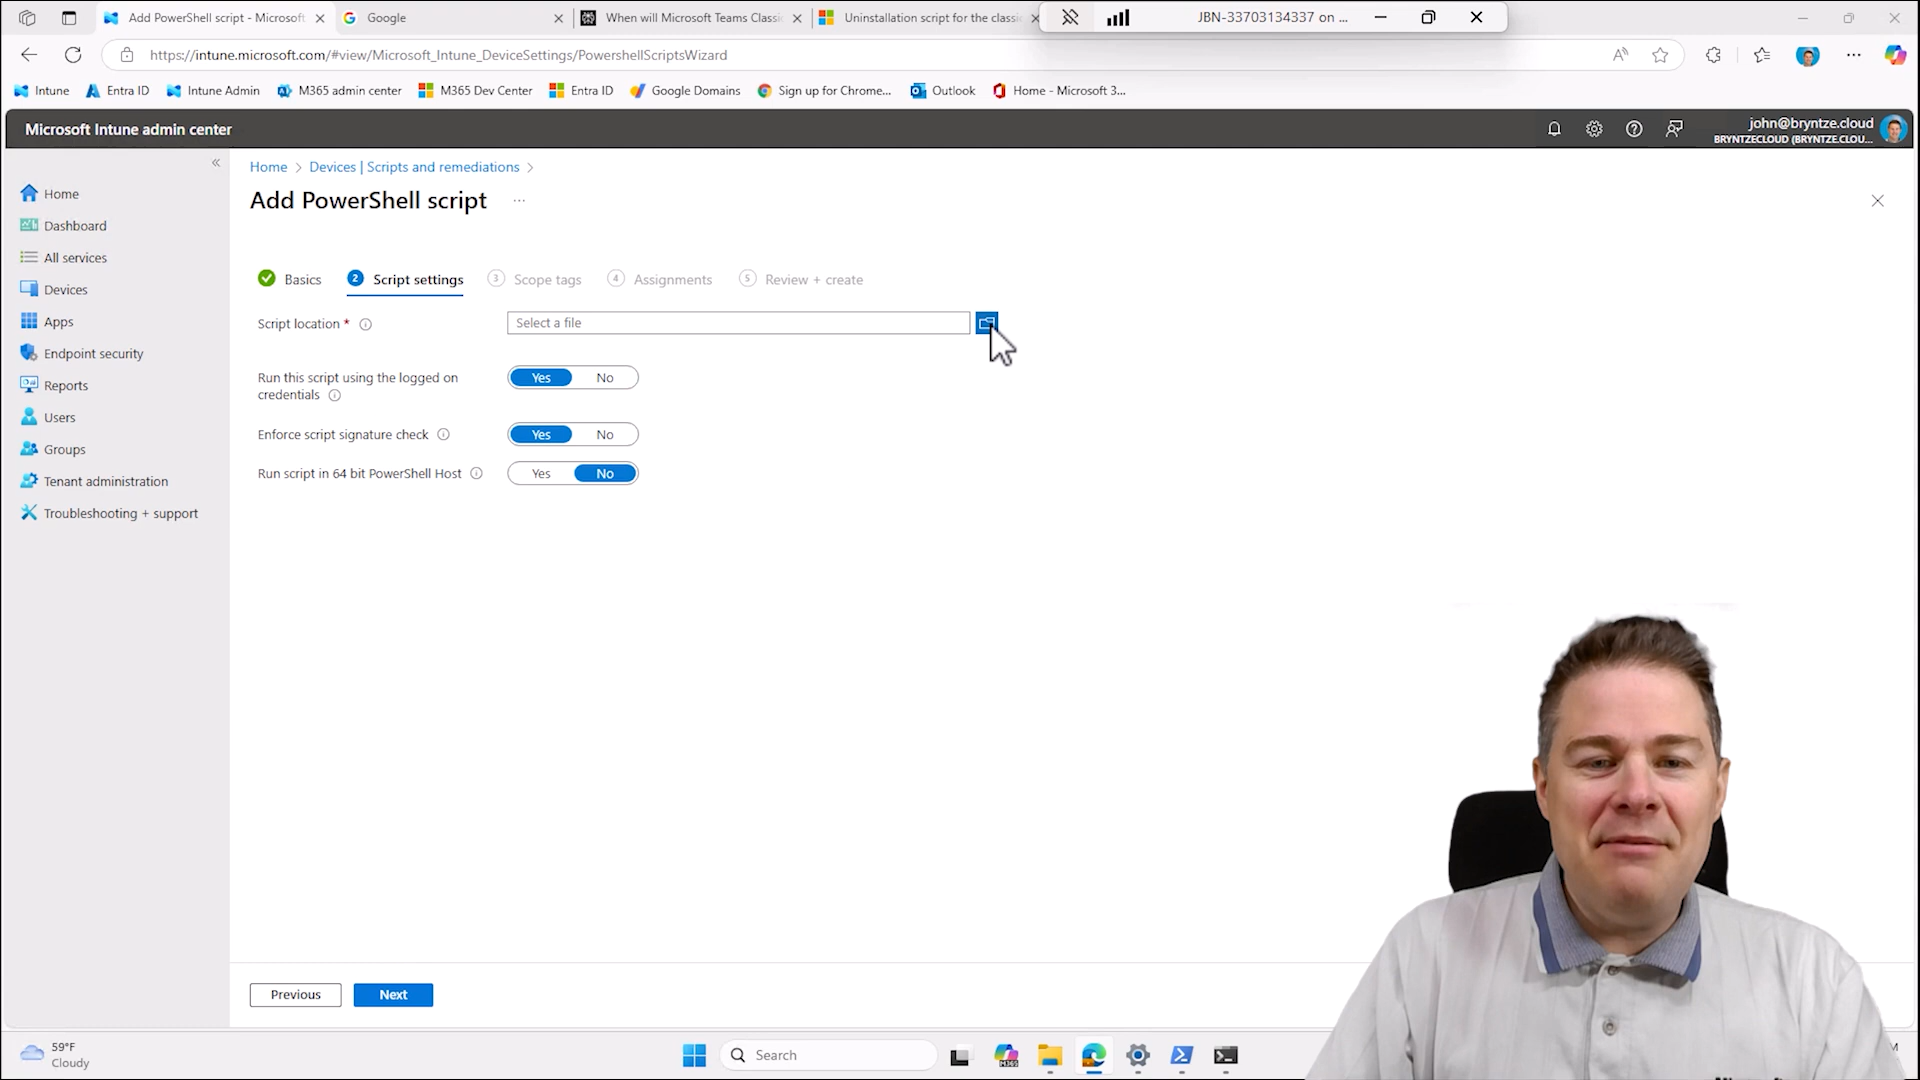 Add PowerShell script - Microsoft
Google
When will Microsoft Teams Classic
Uninstallation script for the classic
JBN-33703134337 on ...
https://intune.microsoft.com/#view/Microsoft_Intune_DeviceSettings/PowershellScriptsWizard
Intune
Entra ID
Intune Admin
M365 admin center
M365 Dev Center
Entra ID
Google Domains
Sign up for Chrome...
Outlook
Home - Microsoft 3...
Microsoft Intune admin center
john@bryntze.cloud
BRYNTZECLOUD (BRYNTZE.CLOU...
Home > Devices | Scripts and remediations >
Add PowerShell script ...
Home
Dashboard
All services
Devices
Apps
Endpoint security
Reports
Users
Groups
Tenant administration
Troubleshooting + support
Basics
2 Script settings
3 Scope tags
4 Assignments
5 Review + create
Script location *
Select a file
Run this script using the logged on
credentials
Yes No
Enforce script signature check
Yes No
Run script in 64 bit PowerShell Host
Yes No
Previous
Next
59°F
Cloudy
Search
M365